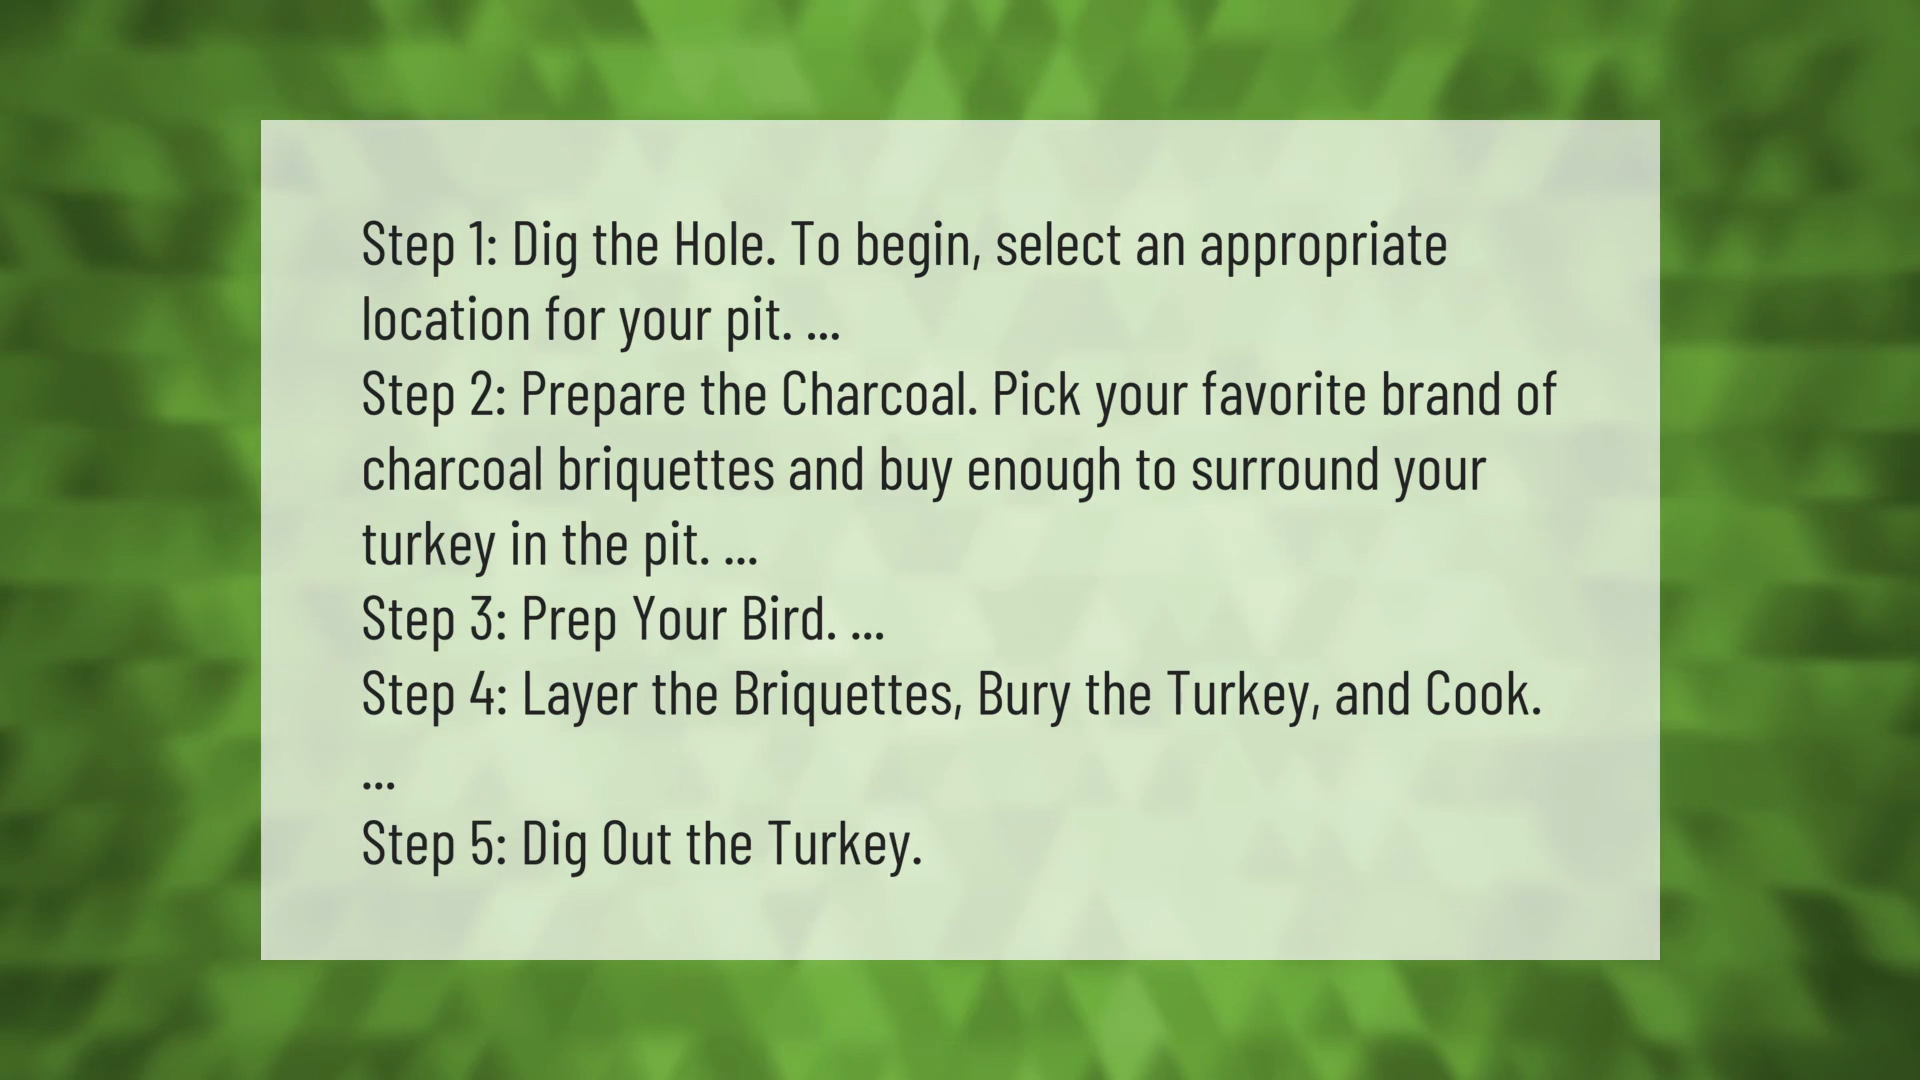 Step 1: Dig the Hole. To begin, select an appropriate
location for your pit. ...
Step 2: Prepare the Charcoal. Pick your favorite brand of
charcoal briquettes and buy enough to surround your
turkey in the pit. ...
Step 3: Prep Your Bird. ...
Step 4: Layer the Briquettes, Bury the Turkey, and Cook.
...
Step 5: Dig Out the Turkey.